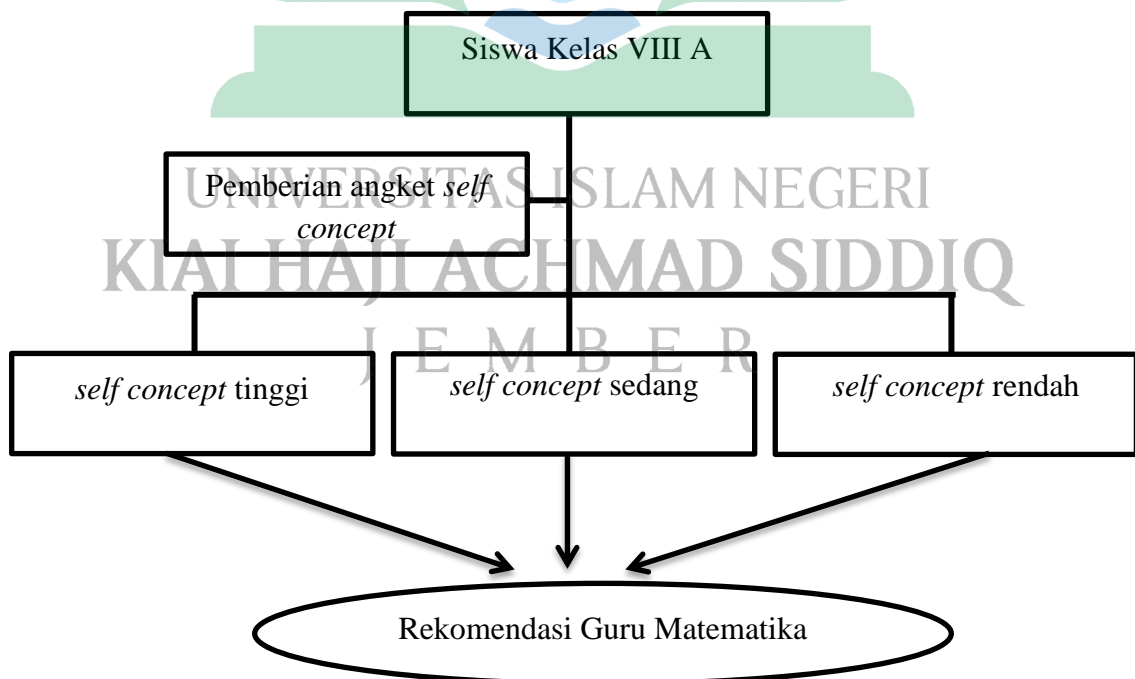 Siswa Kelas VIII A
Pemberian angket self
concept
UNIVERSITAS ISLAM NEGERI
KIAI HAJI ACHMAD SIDDIQ
J E M B E R
self concept tinggi
self concept sedang
self concept rendah
Rekomendasi Guru Matematika